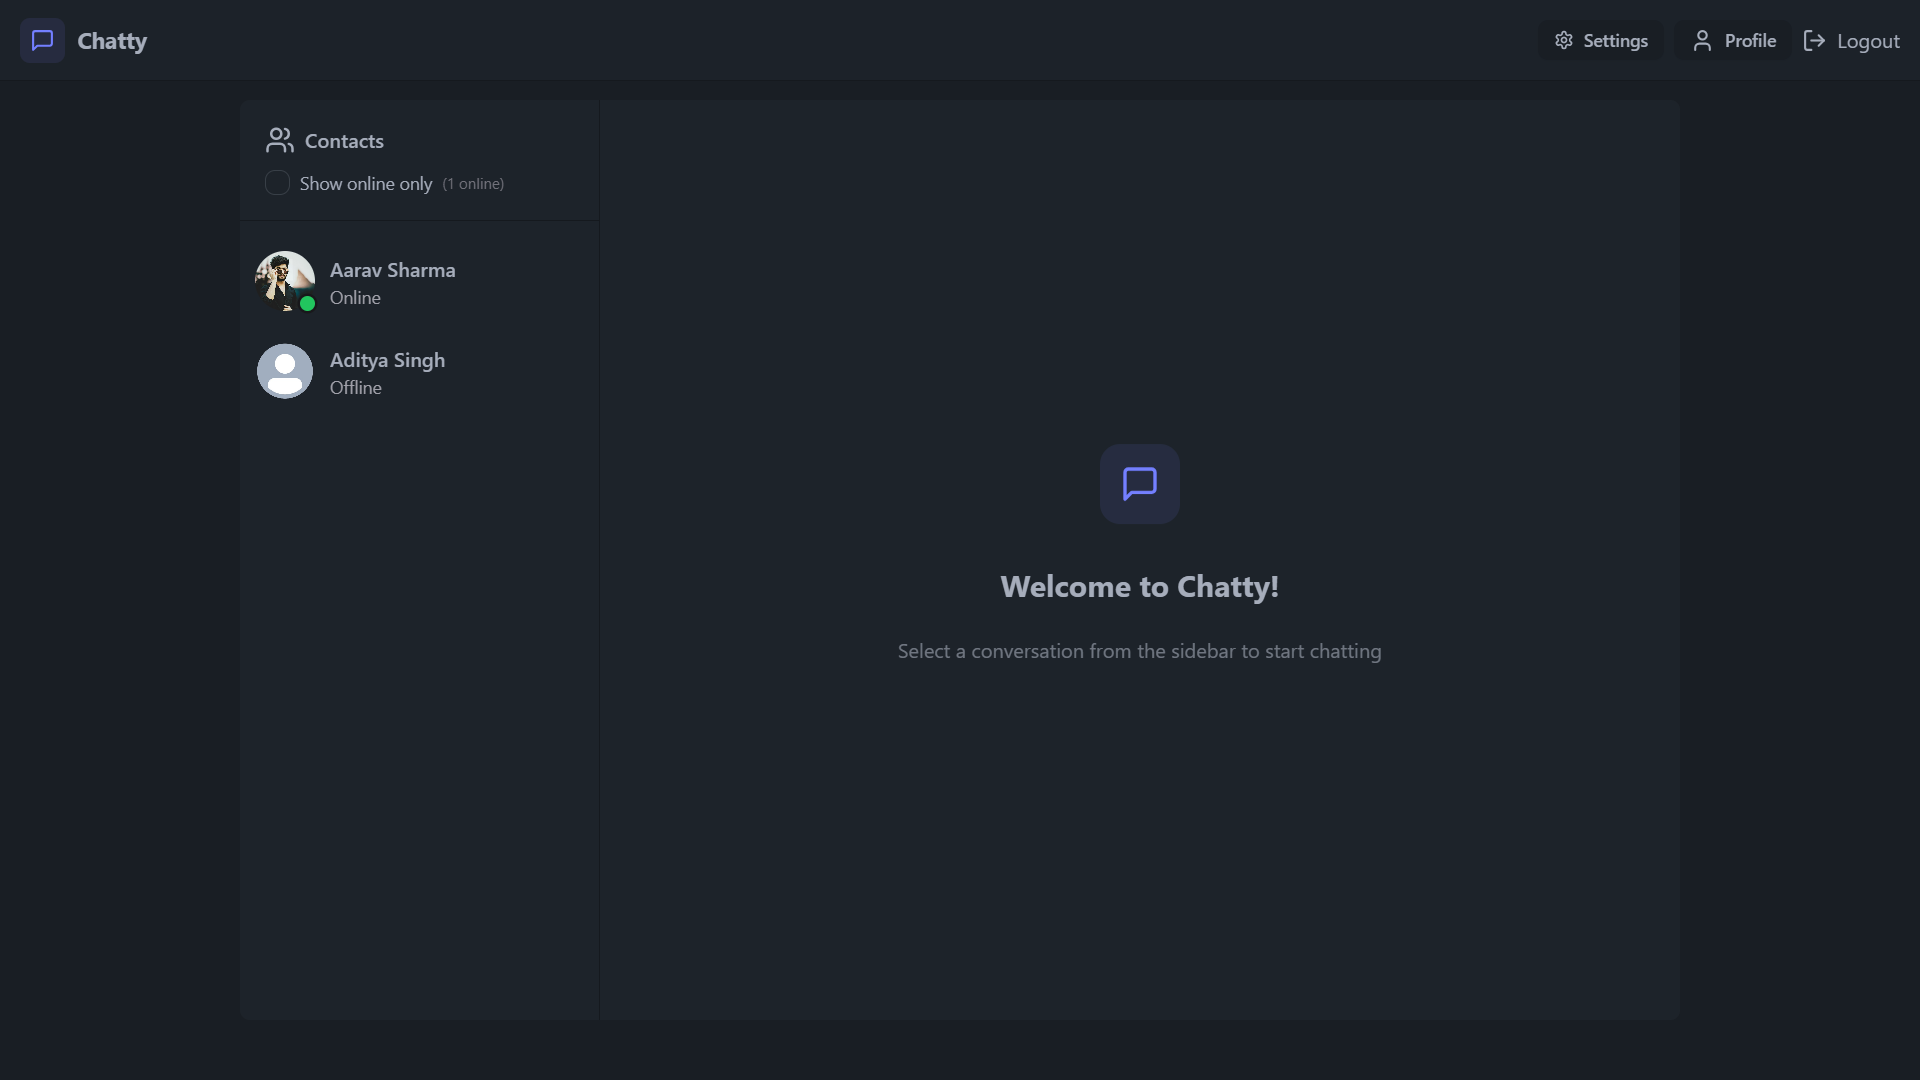 Chatty
Settings
Profile
Logout
Contacts
Show online only (1 online)
Aarav Sharma
Online
Aditya Singh
Offline
Welcome to Chatty!
Select a conversation from the sidebar to start chatting